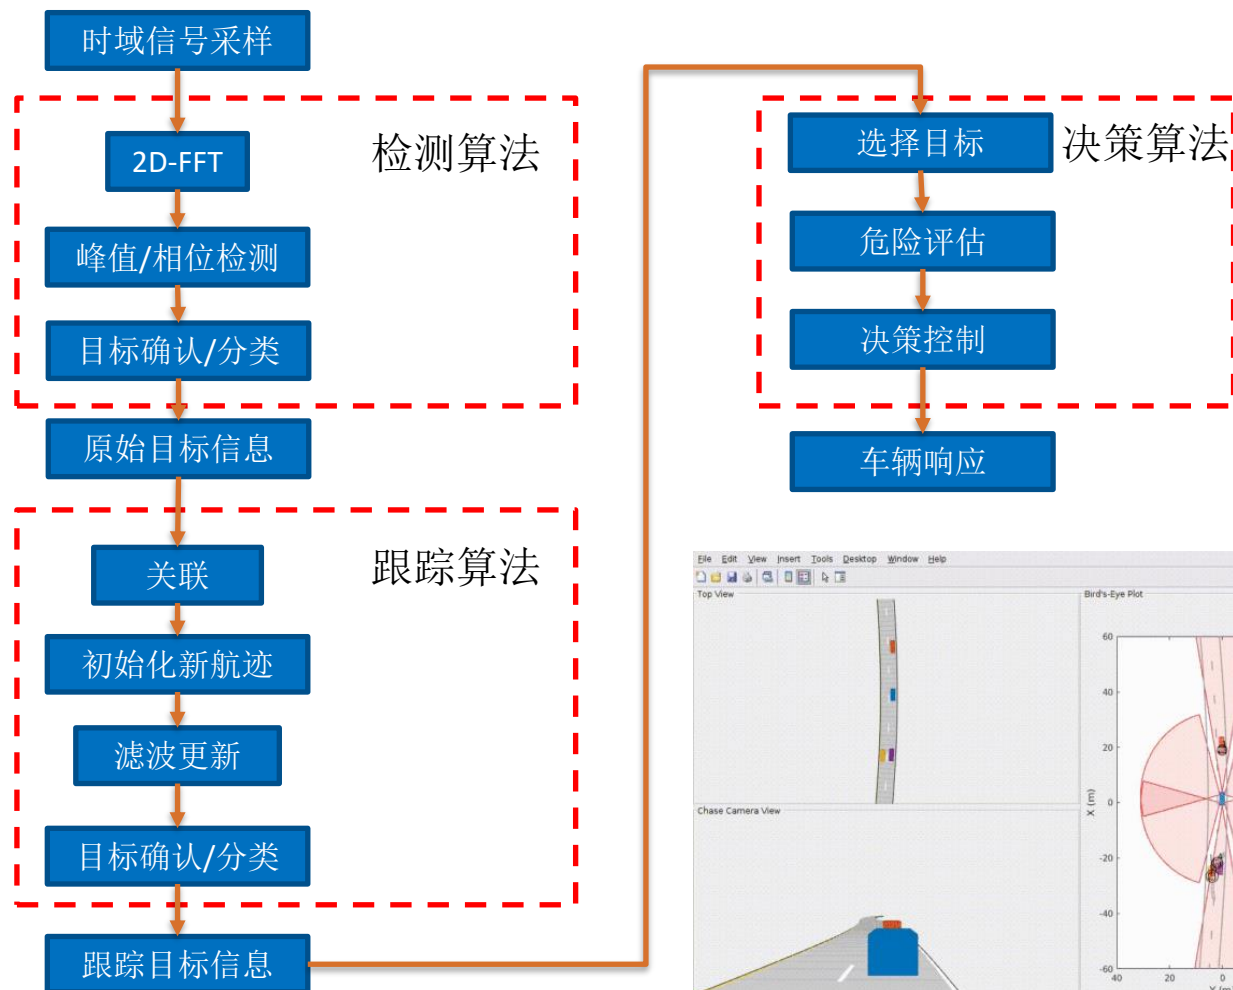 时域信号采样
检测算法
2D-FFT
峰值/相位检测
目标确认/分类
原始目标信息
跟踪算法
关联
初始化新航迹
滤波更新
目标确认/分类
跟踪目标信息
选择目标
决策算法
危险评估
决策控制
车辆响应
File Edit View Insert Tools Desktop Window Help
Top View
Chase Camera View
Bird's-Eye Plot
60
40
20
0
-20
-40
-60
X (m)
40 20 0